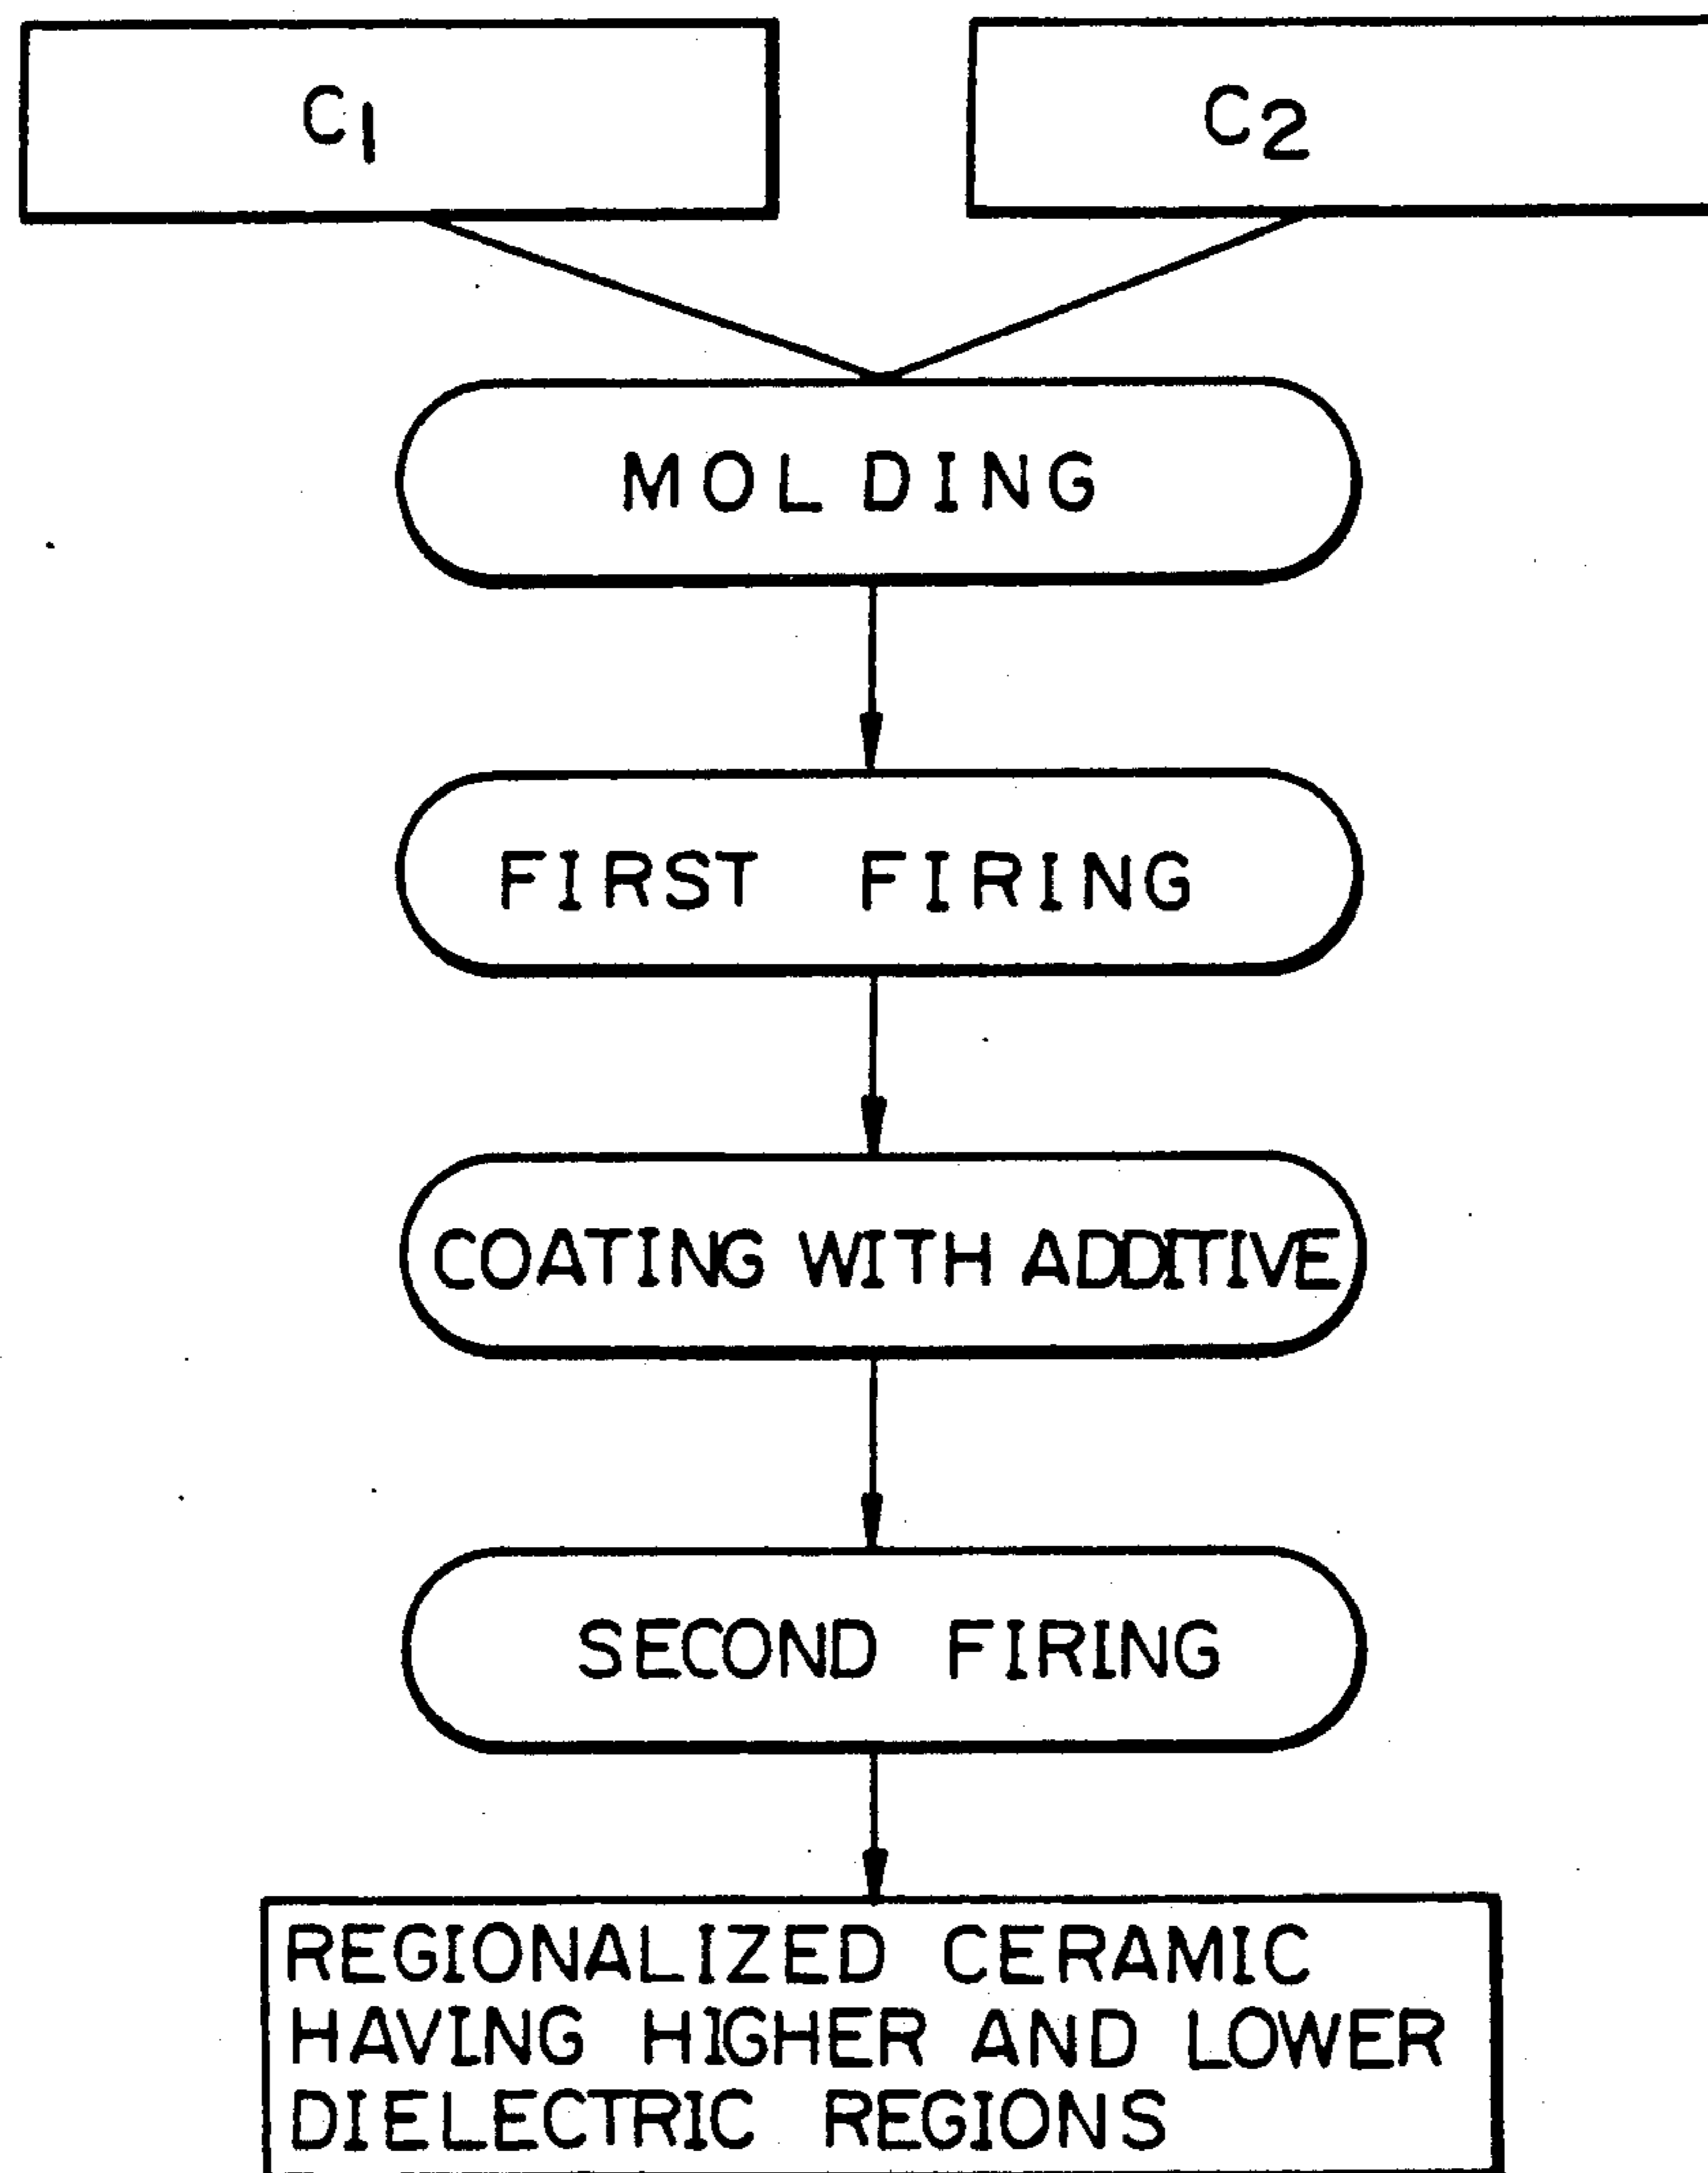 C1
C2
MOLDING
FIRST FIRING
COATING WITH ADDITIVE
SECOND FIRING
REGIONALIZED CERAMIC
HAVING HIGHER AND LOWER
DIELECTRIC REGIONS